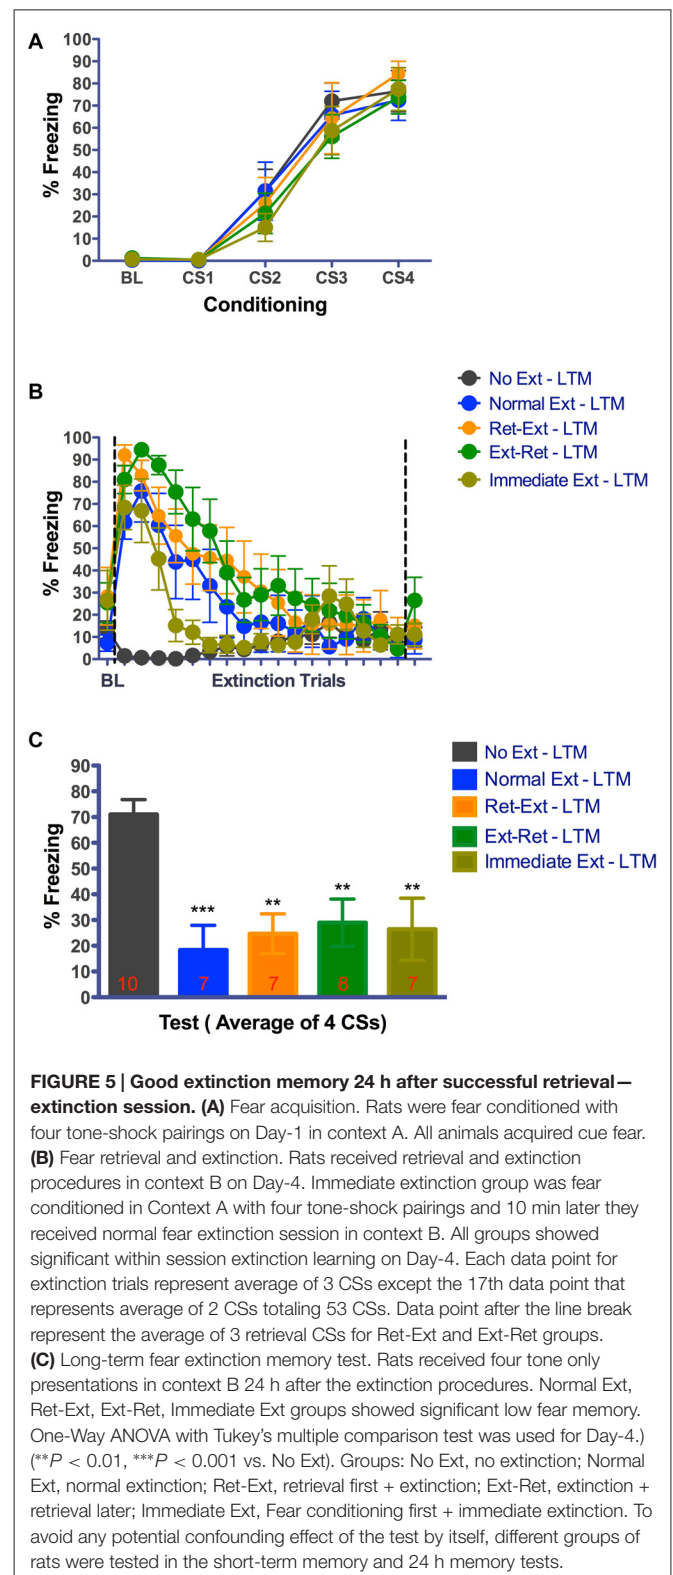 A
100
90
80
70
60
50
40
30
20
10
0
% Freezing
BL CS1 CS2 CS3 CS4
Conditioning
B
No Ext - LTM
Normal Ext - LTM
Ret-Ext - LTM
Ext-Ret - LTM
Immediate Ext - LTM
100
90
80
70
60
50
40
30
20
10
0
% Freezing
BL Extinction Trials
C
No Ext - LTM
Normal Ext - LTM
Ret-Ext - LTM
Ext-Ret - LTM
Immediate Ext - LTM
90
80
70
60
50
40
30
20
10
0
% Freezing
*** ** ** **
10 7 7 8 7
Test ( Average of 4 CSs)
FIGURE 5 | Good extinction memory 24 h after successful retrieval—
extinction session. (A) Fear acquisition. Rats were fear conditioned with
four tone-shock pairings on Day-1 in context A. All animals acquired cue fear.
(B) Fear retrieval and extinction. Rats received retrieval and extinction
procedures in context B on Day-4. Immediate extinction group was fear
conditioned in Context A with four tone-shock pairings and 10 min later they
received normal fear extinction session in context B. All groups showed
significant within session extinction learning on Day-4. Each data point for
extinction trials represent average of 3 CSs except the 17th data point that
represents average of 2 CSs totaling 53 CSs. Data point after the line break
represent the average of 3 retrieval CSs for Ret-Ext and Ext-Ret groups.
(C) Long-term fear extinction memory test. Rats received four tone only
presentations in context B 24 h after the extinction procedures. Normal Ext,
Ret-Ext, Ext-Ret, Immediate Ext groups showed significant low fear memory.
One-Way ANOVA with Tukey's multiple comparison test was used for Day-4.)
(**P < 0.01, ***P < 0.001 vs. No Ext). Groups: No Ext, no extinction; Normal
Ext, normal extinction; Ret-Ext, retrieval first + extinction; Ext-Ret, extinction +
retrieval later; Immediate Ext, Fear conditioning first + immediate extinction. To
avoid any potential confounding effect of the test by itself, different groups of
rats were tested in the short-term memory and 24 h memory tests.